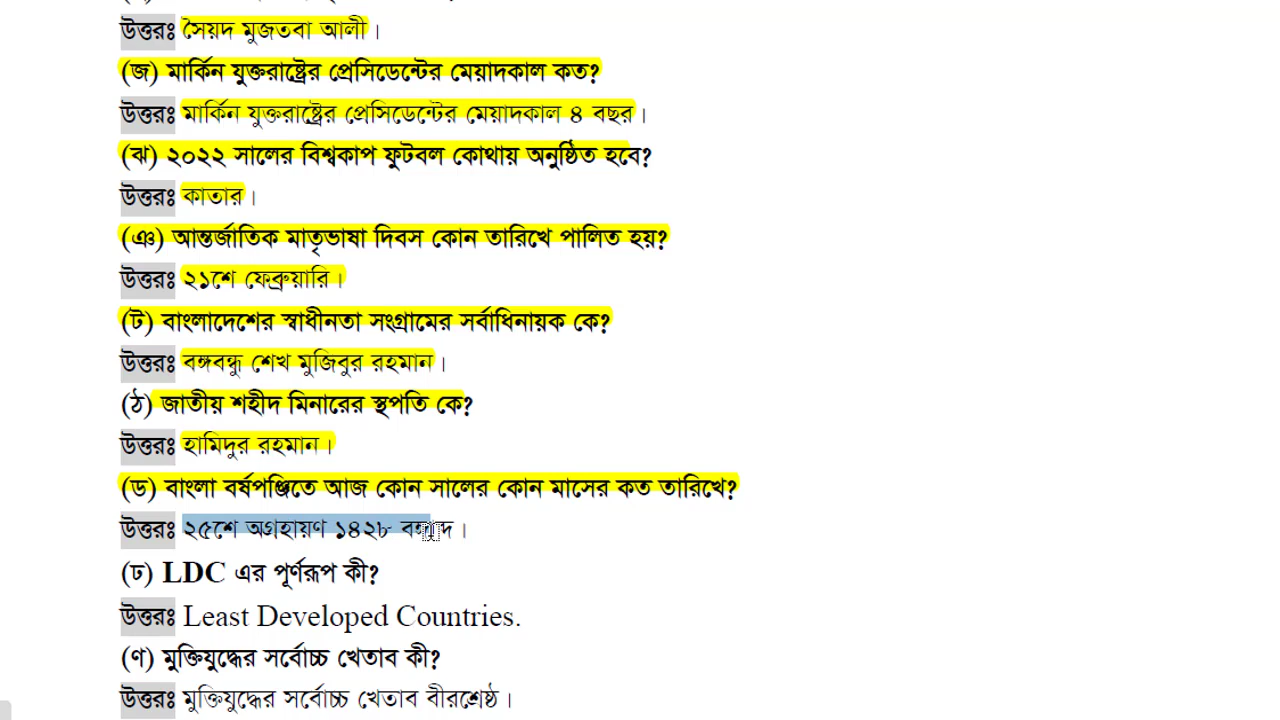 উত্তরঃ সৈয়দ মুজতবা আলী।
(জ) মার্কিন যুক্তরাষ্ট্রের প্রেসিডেন্টের মেয়াদকাল কত?
উত্তরঃ মার্কিন যুক্তরাষ্ট্রের প্রেসিডেন্টের মেয়াদকাল ৪ বছর।
(ঝ) ২০২২ সালের বিশ্বকাপ ফুটবল কোথায় অনুষ্ঠিত হবে?
উত্তরঃ কাতার।
(ঞ) আন্তর্জাতিক মাতৃভাষা দিবস কোন তারিখে পালিত হয়?
উত্তরঃ ২১শে ফেব্রুয়ারি।
(ট) বাংলাদেশের স্বাধীনতা সংগ্রামের সর্বাধিনায়ক কে?
উত্তরঃ বঙ্গবন্ধু শেখ মুজিবুর রহমান।
(ঠ) জাতীয় শহীদ মিনারের স্থপতি কে?
উত্তরঃ হামিদুর রহমান।
(ড) বাংলা বর্ষপঞ্জিতে আজ কোন সালের কোন মাসের কত তারিখে?
উত্তরঃ ২৫শে অগ্রহায়ণ ১৪২৮ বঙ্গাব্দ।
(ঢ) LDC এর পূর্ণরূপ কী?
উত্তরঃ Least Developed Countries.
(ণ) মুক্তিযুদ্ধের সর্বোচ্চ খেতাব কী?
উত্তরঃ মুক্তিযুদ্ধের সর্বোচ্চ খেতাব বীরশ্রেষ্ঠ।